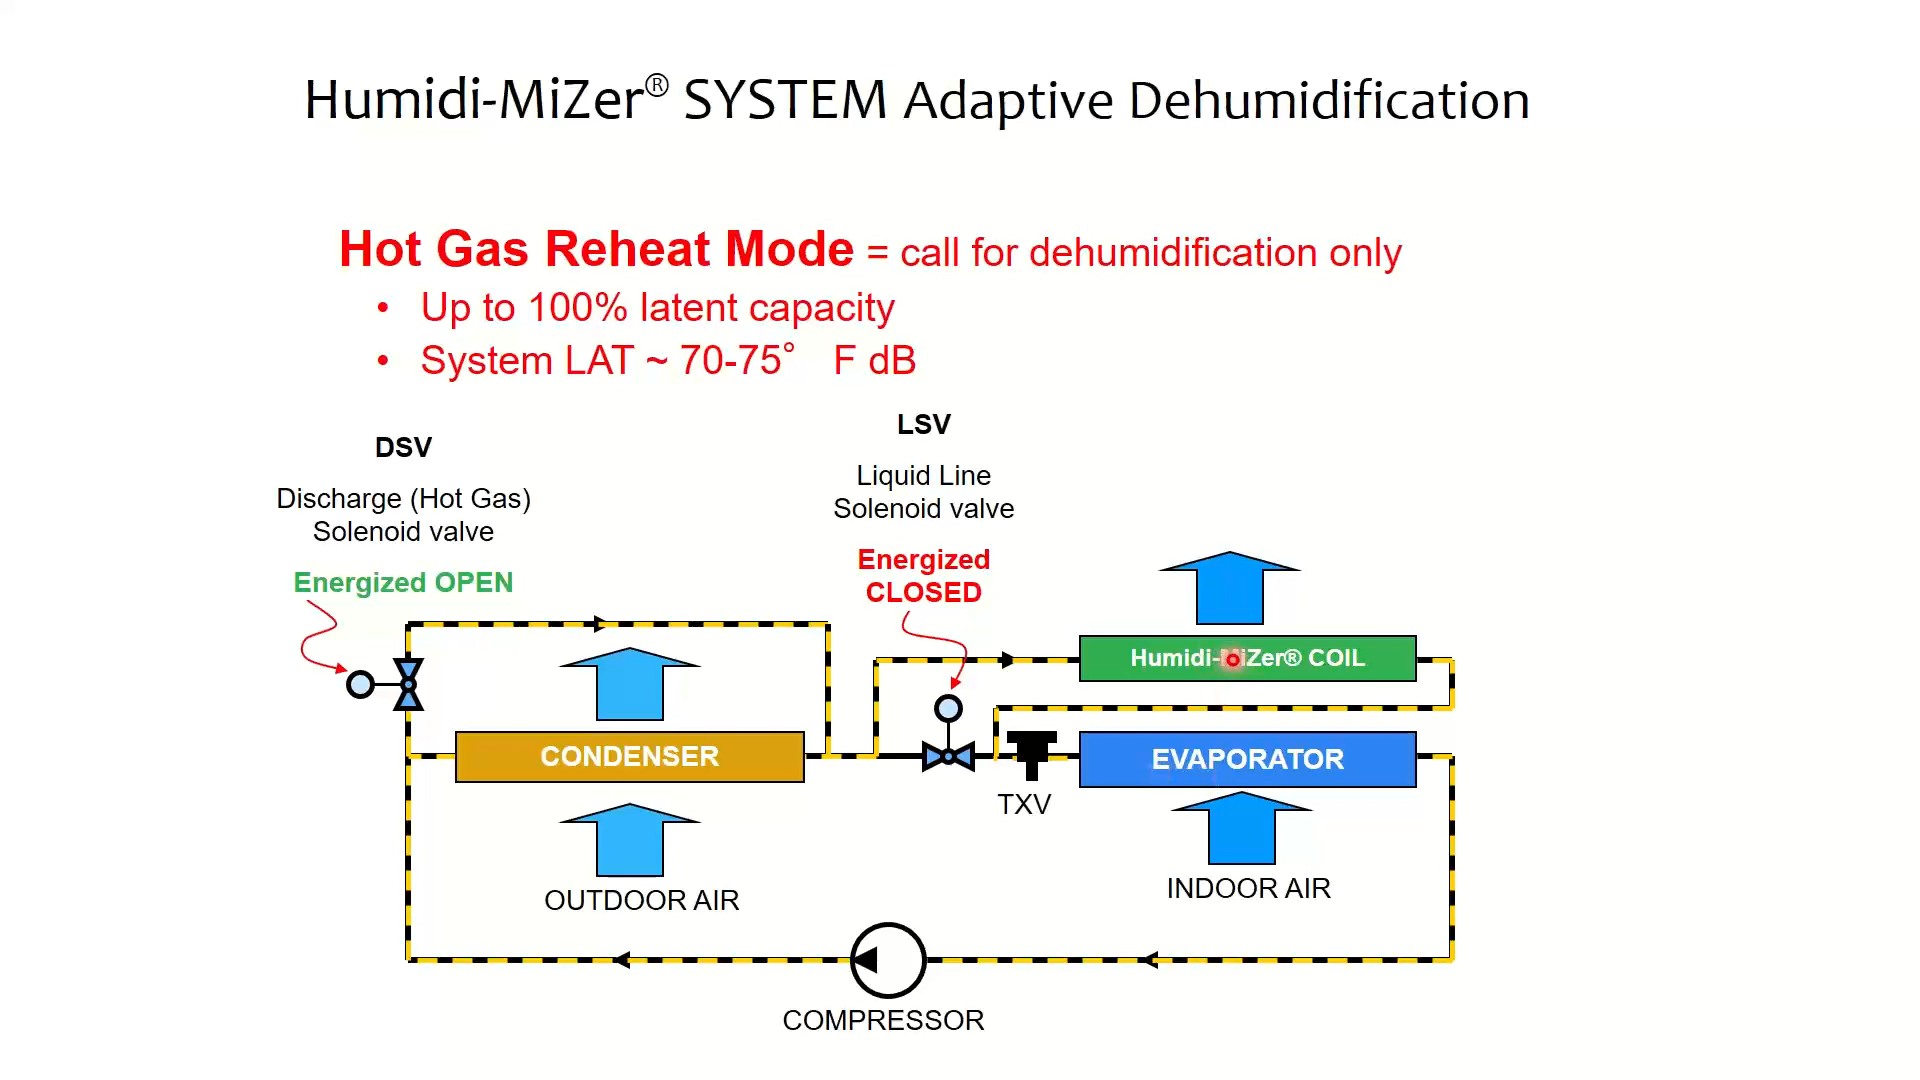 Humidi-MiZer® SYSTEM Adaptive Dehumidification
Hot Gas Reheat Mode = call for dehumidification only
• Up to 100% latent capacity
• System LAT ~ 70-75° F dB
DSV
Discharge (Hot Gas)
Solenoid valve
Energized OPEN
LSV
Liquid Line
Solenoid valve
Energized
CLOSED
Humidi-MiZer® COIL
CONDENSER
EVAPORATOR
TXV
OUTDOOR AIR
INDOOR AIR
COMPRESSOR